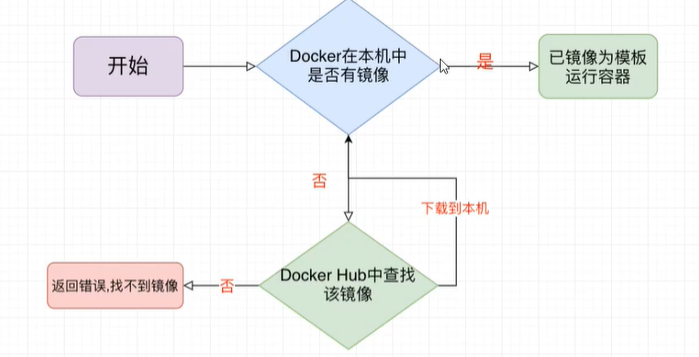 开始
Docker在本机中
是否有镜像
是
已镜像为模板
运行容器
否
下载到本机
Docker Hub中查找
该镜像
否
返回错误,找不到镜像